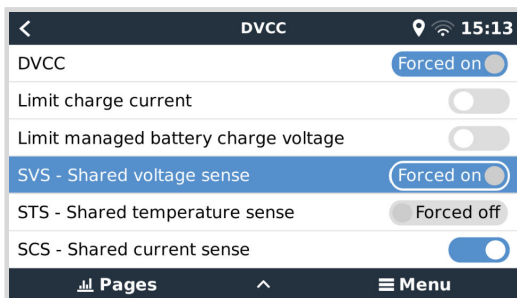 DVCC 15:13
DVCC Forced on
Limit charge current
Limit managed battery charge voltage
SVS - Shared voltage sense Forced on
STS - Shared temperature sense Forced off
SCS - Shared current sense
Pages Menu